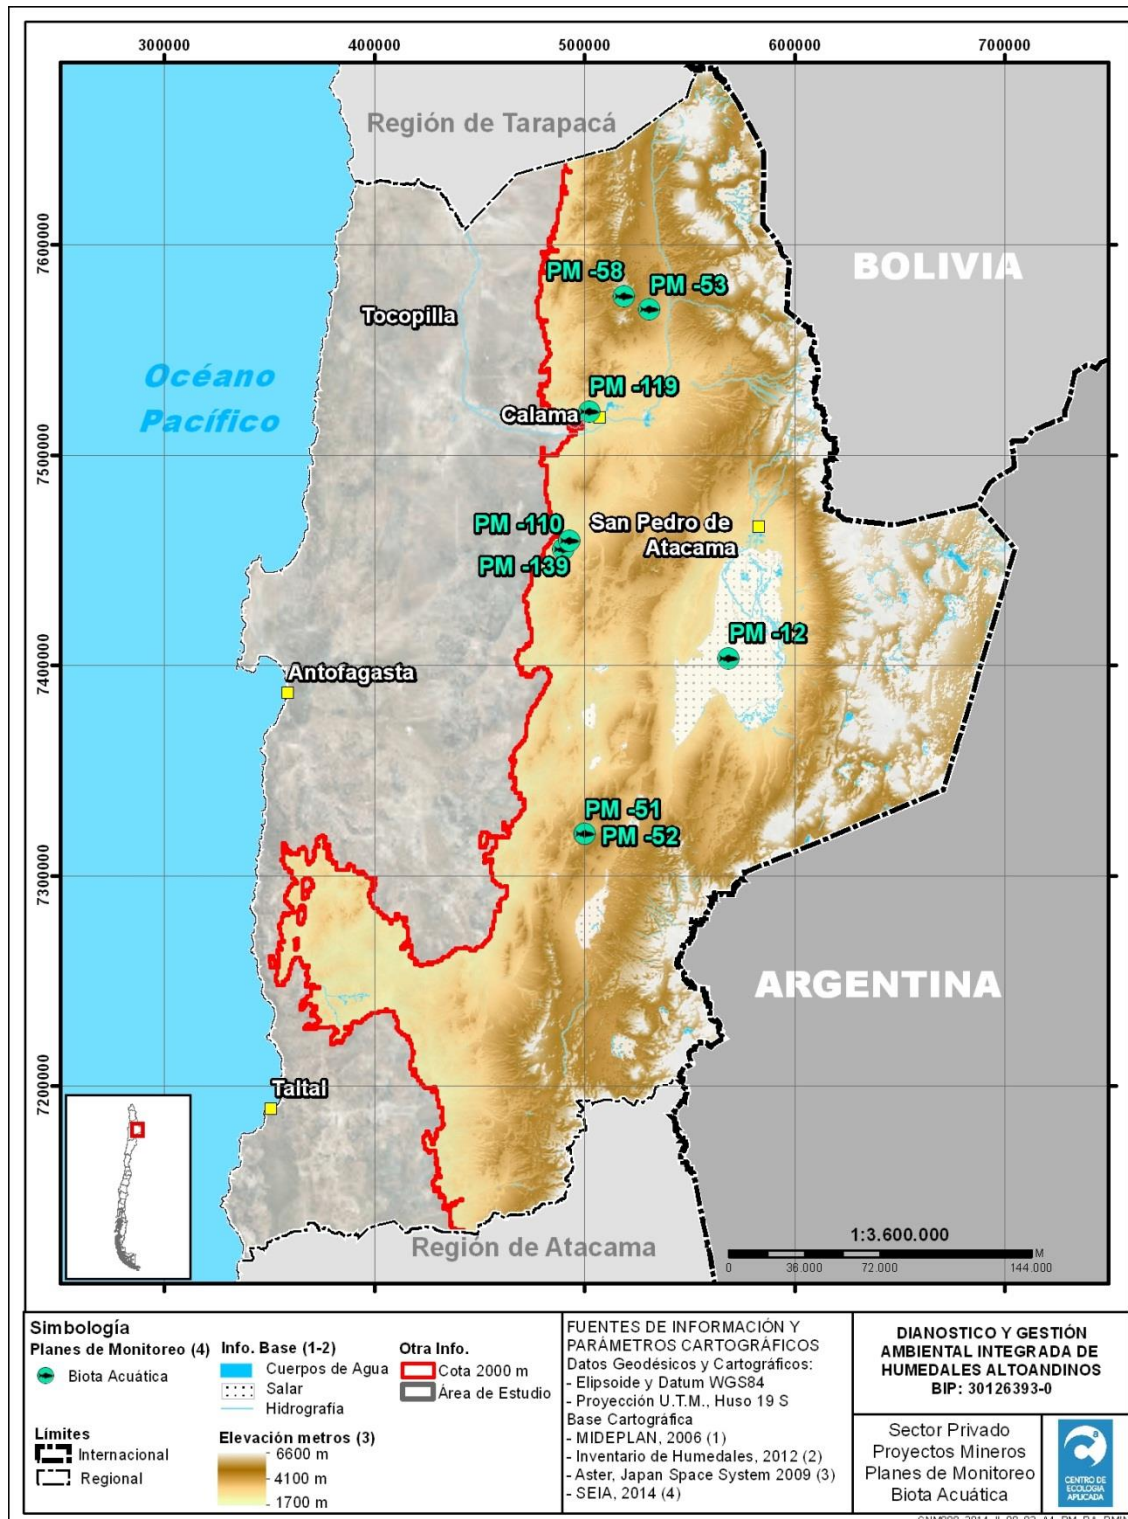 300000 400000 500000 600000 700000
Región de Tarapacá
7600000
BOLIVIA
PM -58
PM -53
Tocopilla
Océano
Pacífico
PM -119
Calama
7500000
PM -110
San Pedro de
Atacama
PM -139
PM -12
7400000
Antofagasta
PM -51
PM -52
7300000
ARGENTINA
7200000
Taltal
Región de Atacama
1:3.600.000
M
0 36.000 72.000 144.000
Simbología
Planes de Monitoreo (4)
Biota Acuática
Info. Base (1-2)
Cuerpos de Agua
Salar
Hidrografia
Otra Info.
Cota 2000 m
Área de Estudio
Límites
Internacional
Regional
Elevación metros (3)
6600 m
4100 m
1700 m
FUENTES DE INFORMACIÓN Y
PARÁMETROS CARTOGRÁFICOS
Datos Geodésicos y Cartográficos:
- Elipsoide y Datum WGS84
- Proyección U.T.M., Huso 19 S
Base Cartográfica
- MIDEPLAN, 2006 (1)
- Inventario de Humedales, 2012 (2)
- Aster, Japan Space System 2009 (3)
- SEIA, 2014 (4)
DIANOSTICO Y GESTIÓN
AMBIENTAL INTEGRADA DE
HUMEDALES ALTOANDINOS
BIP: 30126393-0
Sector Privado
Proyectos Mineros
Planes de Monitoreo
Biota Acuática
CENTRO DE
ECOLOGIA
APLICADA